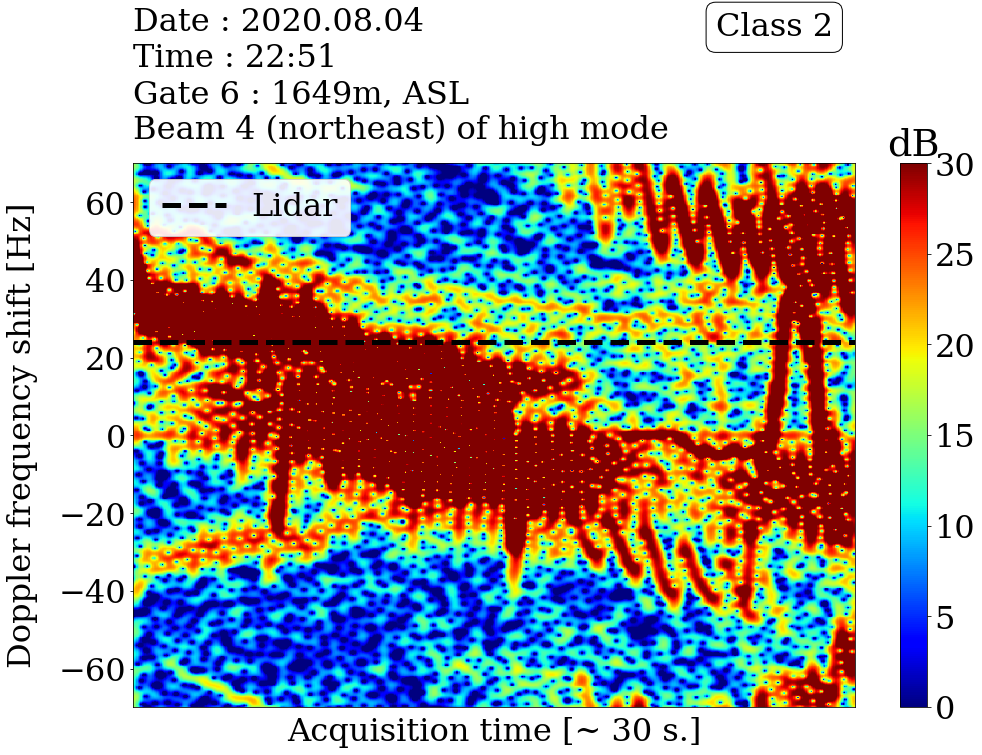 Date : 2020.08.04
Time : 22:51
Gate 6 : 1649m, ASL
Beam 4 (northeast) of high mode
Class 2
dB
Lidar
Doppler frequency shift [Hz]
60
40
20
0
−20
−40
−60
30
25
20
15
10
5
0
Acquisition time [~ 30 s.]